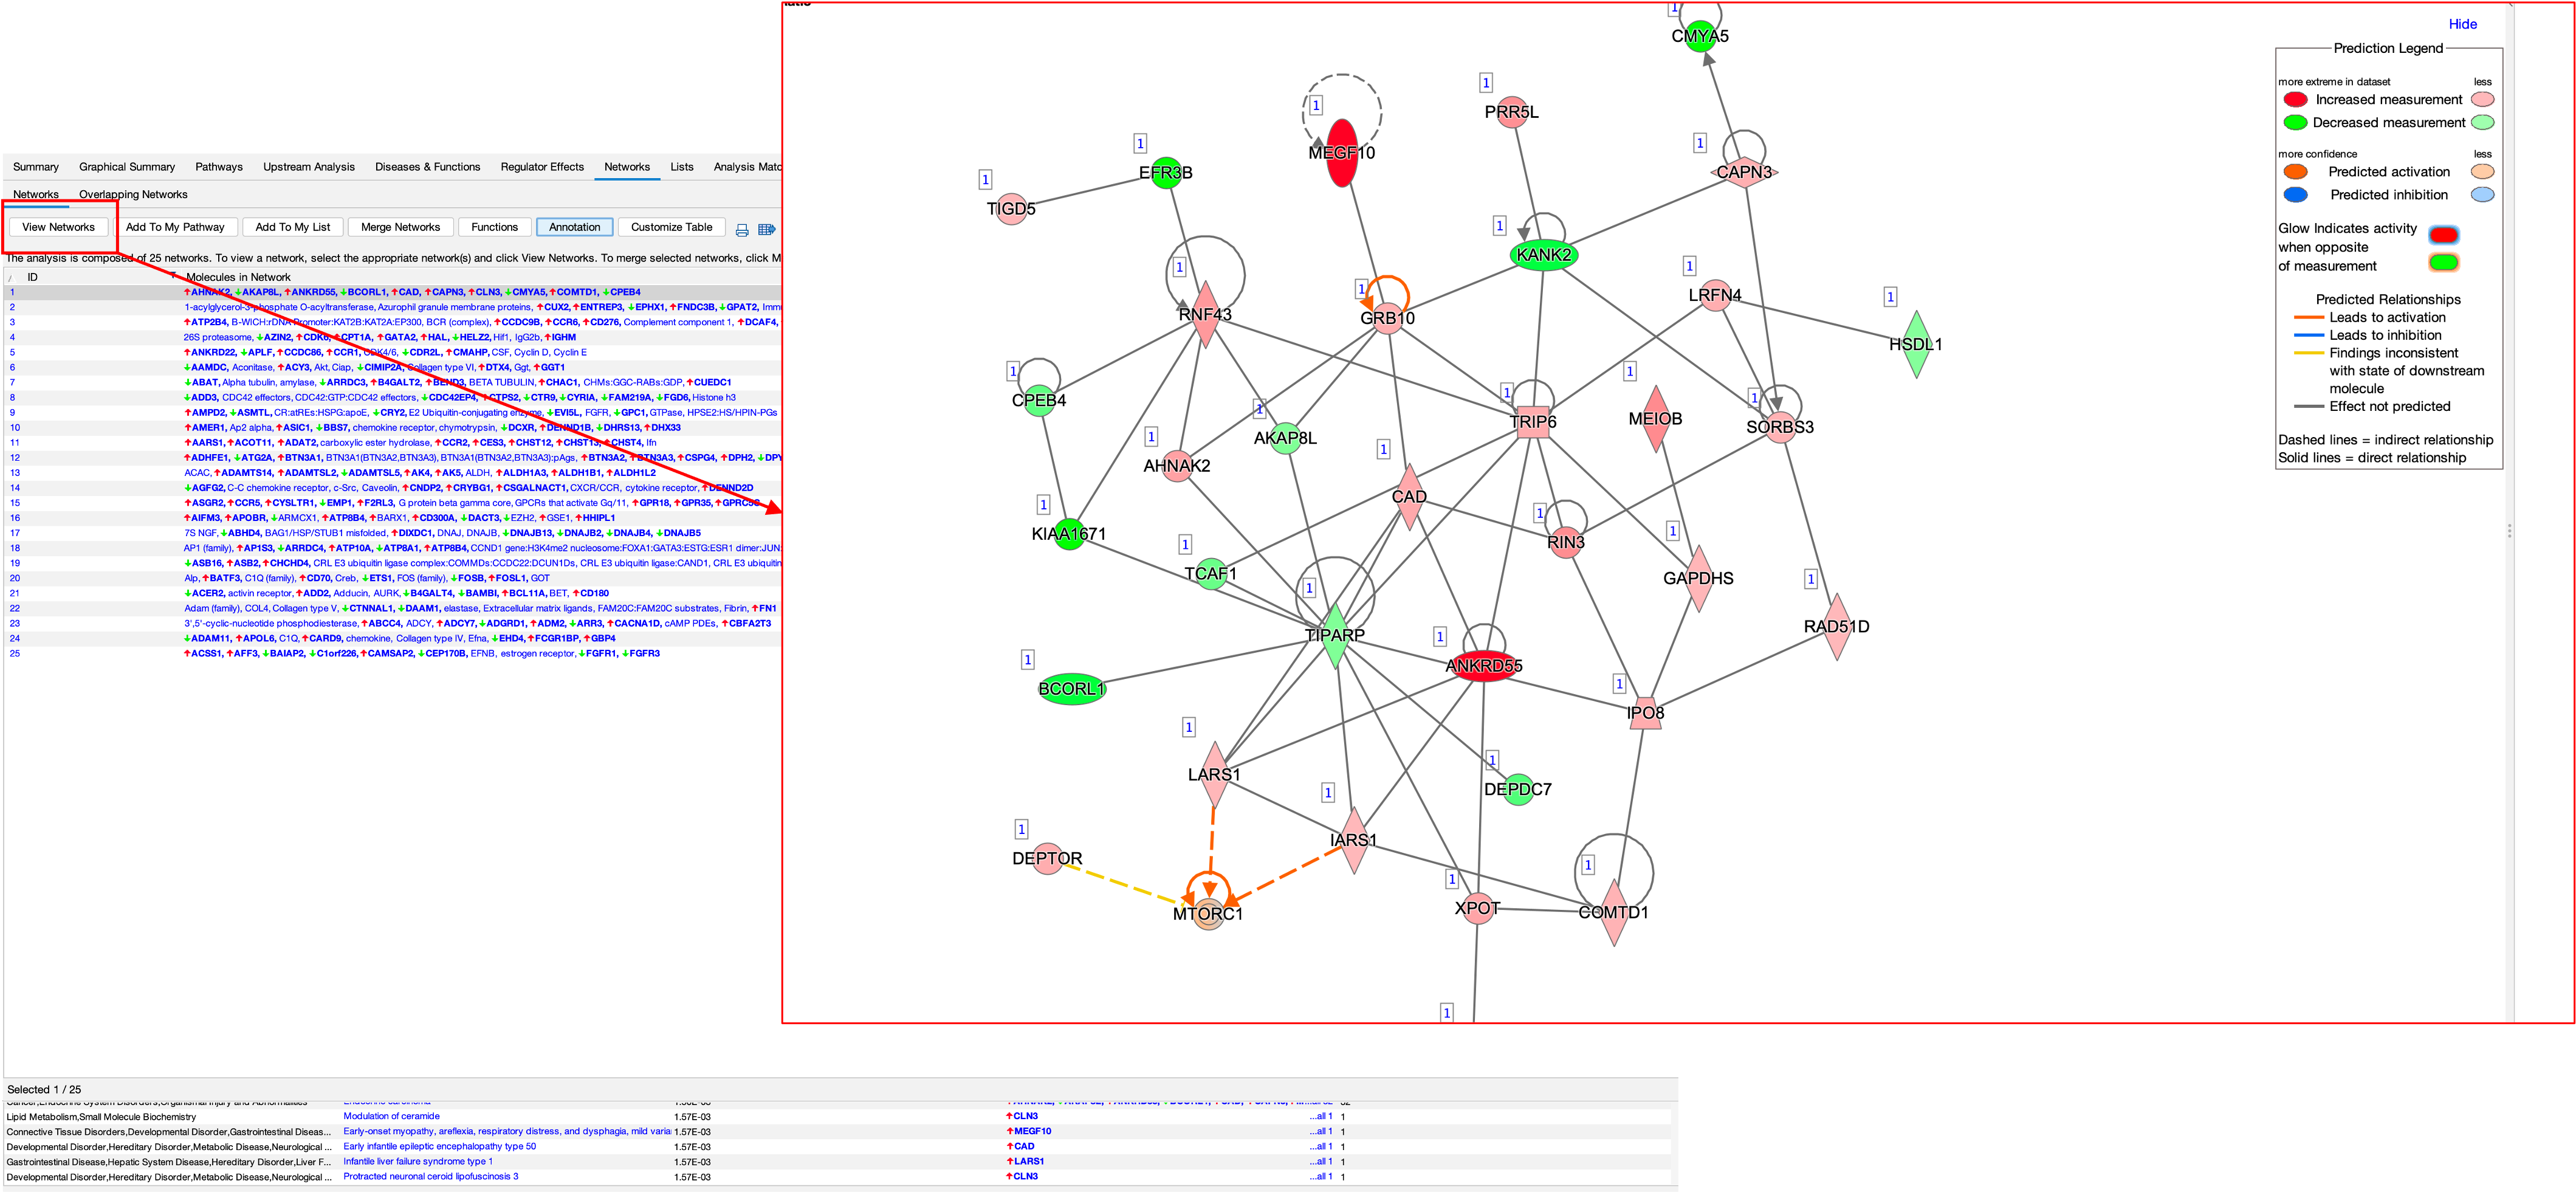 Summary Graphical Summary Pathways Upstream Analysis Diseases & Functions Regulator Effects Networks Lists Analysis Matc
Networks Overlapping Networks
View Networks Add To My Pathway Add To My List Merge Networks Functions Annotation Customize Table
The analysis is composed of 25 networks. To view a network, select the appropriate network(s) and click View Networks. To merge selected networks, click M
ID Molecules in Network
1 ↑AHNAK2, ↓AKAP8L, ↑ANKRD55, ↓BCORL1, ↑CAD, ↑CAPN3, ↑CLN3, ↓CMYA5, ↑COMTD1, ↓CPEB4
2 1-acylglycerol-3-phosphate O-acyltransferase, Azurophil granule membrane proteins, ↑CUX2, ↑ENTREP3, ↓EPHX1, ↑FNDC3B, ↓GPAT2, Imm
3 ↑ATP2B4, B-WICH:rDNA Promoter:KAT2B:KAT2A:EP300, BCR (complex), ↑CCDC9B, ↑CCR6, ↑CD276, Complement component 1, ↑DCAF4,
4 26S proteasome, ↓AZIN2, ↑CDK6, ↑CPT1A, ↑GATA2, ↑HAL, ↓HELZ2, Hif1, IgG2b, ↑IGHM
5 ↑ANKRD22, ↓APLF, ↑CCDC86, ↑CCR1, CDK4/6, ↓CDR2L, ↑CMAHP, CSF, Cyclin D, Cyclin E
6 ↓AAMDC, Aconitase, ↑ACY3, Akt, Ciap, ↓CIMIP2A, Collagen type VI, ↑DTX4, Ggt, ↑GGT1
7 ↓ABAT, Alpha tubulin, amylase, ↓ARRDC3, ↑B4GALT2, ↑BEND3, BETA TUBULIN, ↑CHAC1, CHMs:GGC-RABs:GDP, ↑CUEDC1
8 ↓ADD3, CDC42 effectors, CDC42:GTP:CDC42 effectors, ↓CDC42EP4, ↑CTPS2, ↓CTR9, ↓CYRIA, ↓FAM219A, ↓FGD6, Histone h3
9 ↑AMPD2, ↓ASMTL, CR:atREs:HSPG:apoE, ↓CRY2, E2 Ubiquitin-conjugating enzyme, ↓EVI5L, FGFR, ↓GPC1, GTPase, HPSE2:HS/HPIN-PGs
10 ↑AMER1, Ap2 alpha, ↑ASIC1, ↓BBS7, chemokine receptor, chymotrypsin, ↓DCXR, ↑DENND1B, ↓DHRS13, ↑DHX33
11 ↑AARS1, ↑ACOT11, ↑ADAT2, carboxylic ester hydrolase, ↑CCR2, ↑CES3, ↑CHST12, ↑CHST13, ↑CHST4, Ifn
12 ↑ADHFE1, ↓ATG2A, ↑BTN3A1, BTN3A1(BTN3A2,BTN3A3), BTN3A1(BTN3A2,BTN3A3):pAgs, ↑BTN3A2, ↑BTN3A3, ↑CSPG4, ↑DPH2, ↓DPY
13 ACAC, ↑ADAMTS14, ↑ADAMTSL2, ↓ADAMTSL5, ↑AK4, ↑AK5, ALDH, ↑ALDH1A3, ↑ALDH1B1, ↑ALDH1L2
14 ↓AGFG2, C-C chemokine receptor, c-Src, Caveolin, ↑CNDP2, ↑CRYBG1, ↑CSGALNACT1, CXCR/CCR, cytokine receptor, ↑DENND2D
15 ↑ASGR2, ↑CCR5, ↑CYSLTR1, ↓EMP1, ↑F2RL3, G protein beta gamma core, GPCRs that activate Gq/11, ↑GPR18, ↑GPR35, ↑GPRC5C
16 ↑AIFM3, ↑APOBR, ↓ARMCX1, ↑ATP8B4, ↑BARX1, ↑CD300A, ↓DACT3, ↓EZH2, ↑GSE1, ↑HHIPL1
17 7S NGF, ↓ABHD4, BAG1/HSP/STUB1 misfolded, ↑DIXDC1, DNAJ, DNAJB, ↓DNAJB13, ↓DNAJB2, ↓DNAJB4, ↓DNAJB5
18 AP1 (family), ↑AP1S3, ↓ARRDC4, ↑ATP10A, ↓ATP8A1, ↑ATP8B4, CCND1 gene:H3K4me2 nucleosome:FOXA1:GATA3:ESTG:ESR1 dimer:JUN:
19 ↓ASB16, ↑ASB2, ↑CHCHD4, CRL E3 ubiquitin ligase complex:COMMDs:CCDC22:DCUN1Ds, CRL E3 ubiquitin ligase:CAND1, CRL E3 ubiquitin
20 Alp, ↑BATF3, C1Q (family), ↑CD70, Creb, ↓ETS1, FOS (family), ↓FOSB, ↑FOSL1, GOT
21 ↓ACER2, activin receptor, ↑ADD2, Adducin, AURK, ↓B4GALT4, ↓BAMBI, ↑BCL11A, BET, ↑CD180
22 Adam (family), COL4, Collagen type V, ↓CTNNAL1, ↓DAAM1, elastase, Extracellular matrix ligands, FAM20C:FAM20C substrates, Fibrin, ↑FN1
23 3',5'-cyclic-nucleotide phosphodiesterase, ↑ABCC4, ADCY, ↑ADCY7, ↓ADGRD1, ↑ADM2, ↓ARR3, ↑CACNA1D, cAMP PDEs, ↑CBFA2T3
24 ↓ADAM11, ↑APOL6, C1Q, ↑CARD9, chemokine, Collagen type IV, Efna, ↓EHD4, ↑FCGR1BP, ↑GBP4
25 ↑ACSS1, ↑AFF3, ↓BAIAP2, ↓C1orf226, ↑CAMSAP2, ↓CEP170B, EFNB, estrogen receptor, ↓FGFR1, ↓FGFR3
1
CMYA5
1
MEGF10
1
PRR5L
1
EFR3B
1
CAPN3
1
TIGD5
1
KANK2
1
RNF43
1
GRB10
1
LRFN4
1
HSDL1
1
CPEB4
1
AHNAK2
1
AKAP8L
1
TRIP6
1
MEIOB
1
SORBS3
1
CAD
1
KIAA1671
1
RIN3
1
TCAF1
1
GAPDHS
1
TIPARP
1
RAD51D
1
ANKRD55
1
BCORL1
1
IPO8
1
LARS1
1
DEPDC7
1
IARS1
1
DEPTOR
MTORC1
1
XPOT
1
COMTD1
1
Hide
Prediction Legend
more extreme in dataset less
Increased measurement
Decreased measurement
more confidence less
Predicted activation
Predicted inhibition
Glow Indicates activity
when opposite
of measurement
Predicted Relationships
Leads to activation
Leads to inhibition
Findings inconsistent
with state of downstream
molecule
Effect not predicted
Dashed lines = indirect relationship
Solid lines = direct relationship
Selected 1 / 25
Lipid Metabolism,Small Molecule Biochemistry Modulation of ceramide 1.57E-03 ↑CLN3 ...all 1 1
Connective Tissue Disorders,Developmental Disorder,Gastrointestinal Diseas... Early-onset myopathy, areflexia, respiratory distress, and dysphagia, mild varia 1.57E-03 ↑MEGF10 ...all 1 1
Developmental Disorder,Hereditary Disorder,Metabolic Disease,Neurological ... Early infantile epileptic encephalopathy type 50 1.57E-03 ↑CAD ...all 1 1
Gastrointestinal Disease,Hepatic System Disease,Hereditary Disorder,Liver F... Infantile liver failure syndrome type 1 1.57E-03 ↑LARS1 ...all 1 1
Developmental Disorder,Hereditary Disorder,Metabolic Disease,Neurological ... Protracted neuronal ceroid lipofuscinosis 3 1.57E-03 ↑CLN3 ...all 1 1